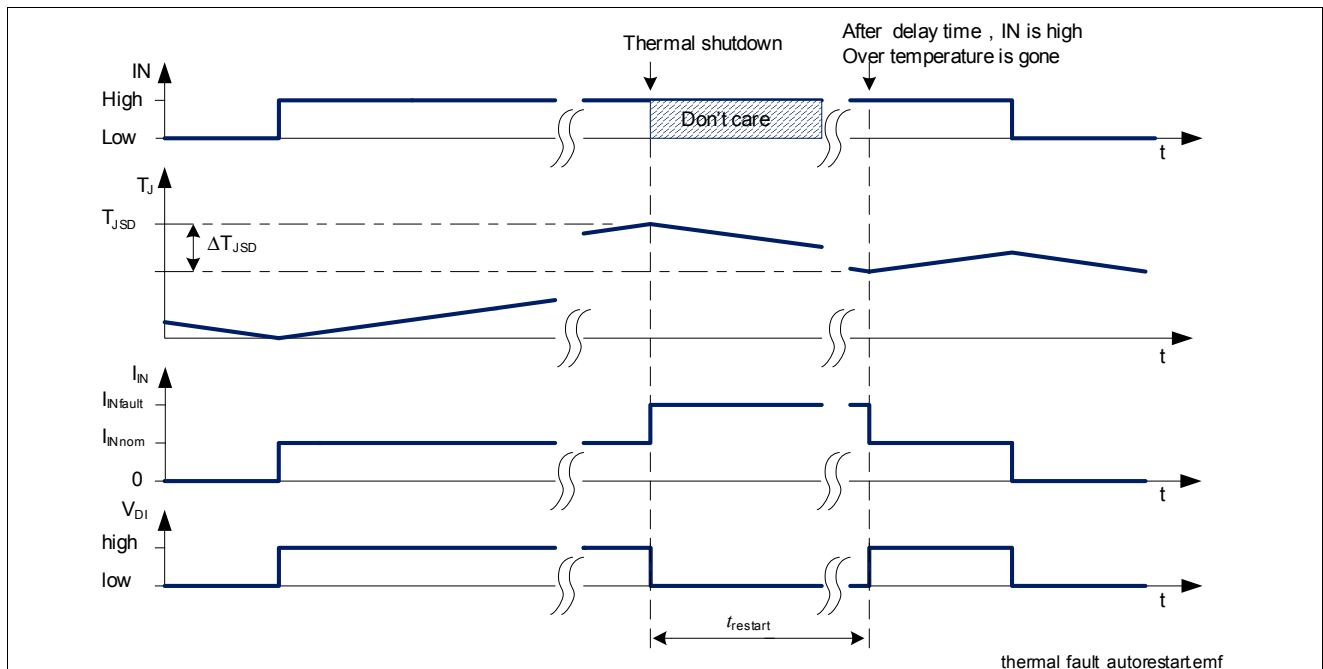 After delay time , IN is high
Thermal shutdown
Over temperature is gone
IN
High
Don't care
Low
t
TJ
TJSD
ΔTJSD
t
IIN
IINfault
IINnom
0
t
VDI
high
low
t
trestart
thermal fault autorestart.emf